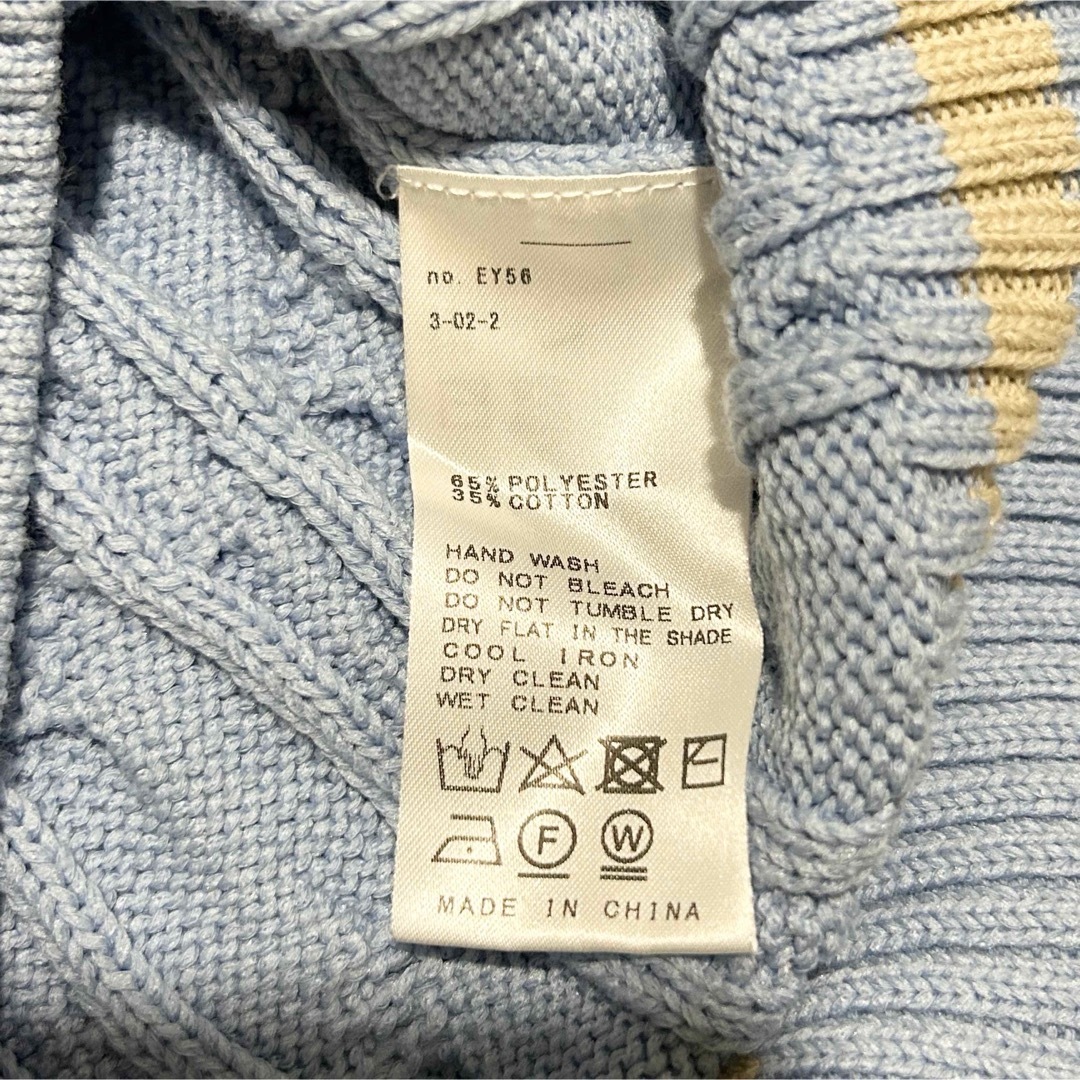 no. EY56
3-02-2
65% POLYESTER
35% COTTON
HAND WASH
DO NOT BLEACH
DO NOT TUMBLE DRY
DRY FLAT IN THE SHADE
COOL IRON
DRY CLEAN
WET CLEAN
F W
MADE IN CHINA